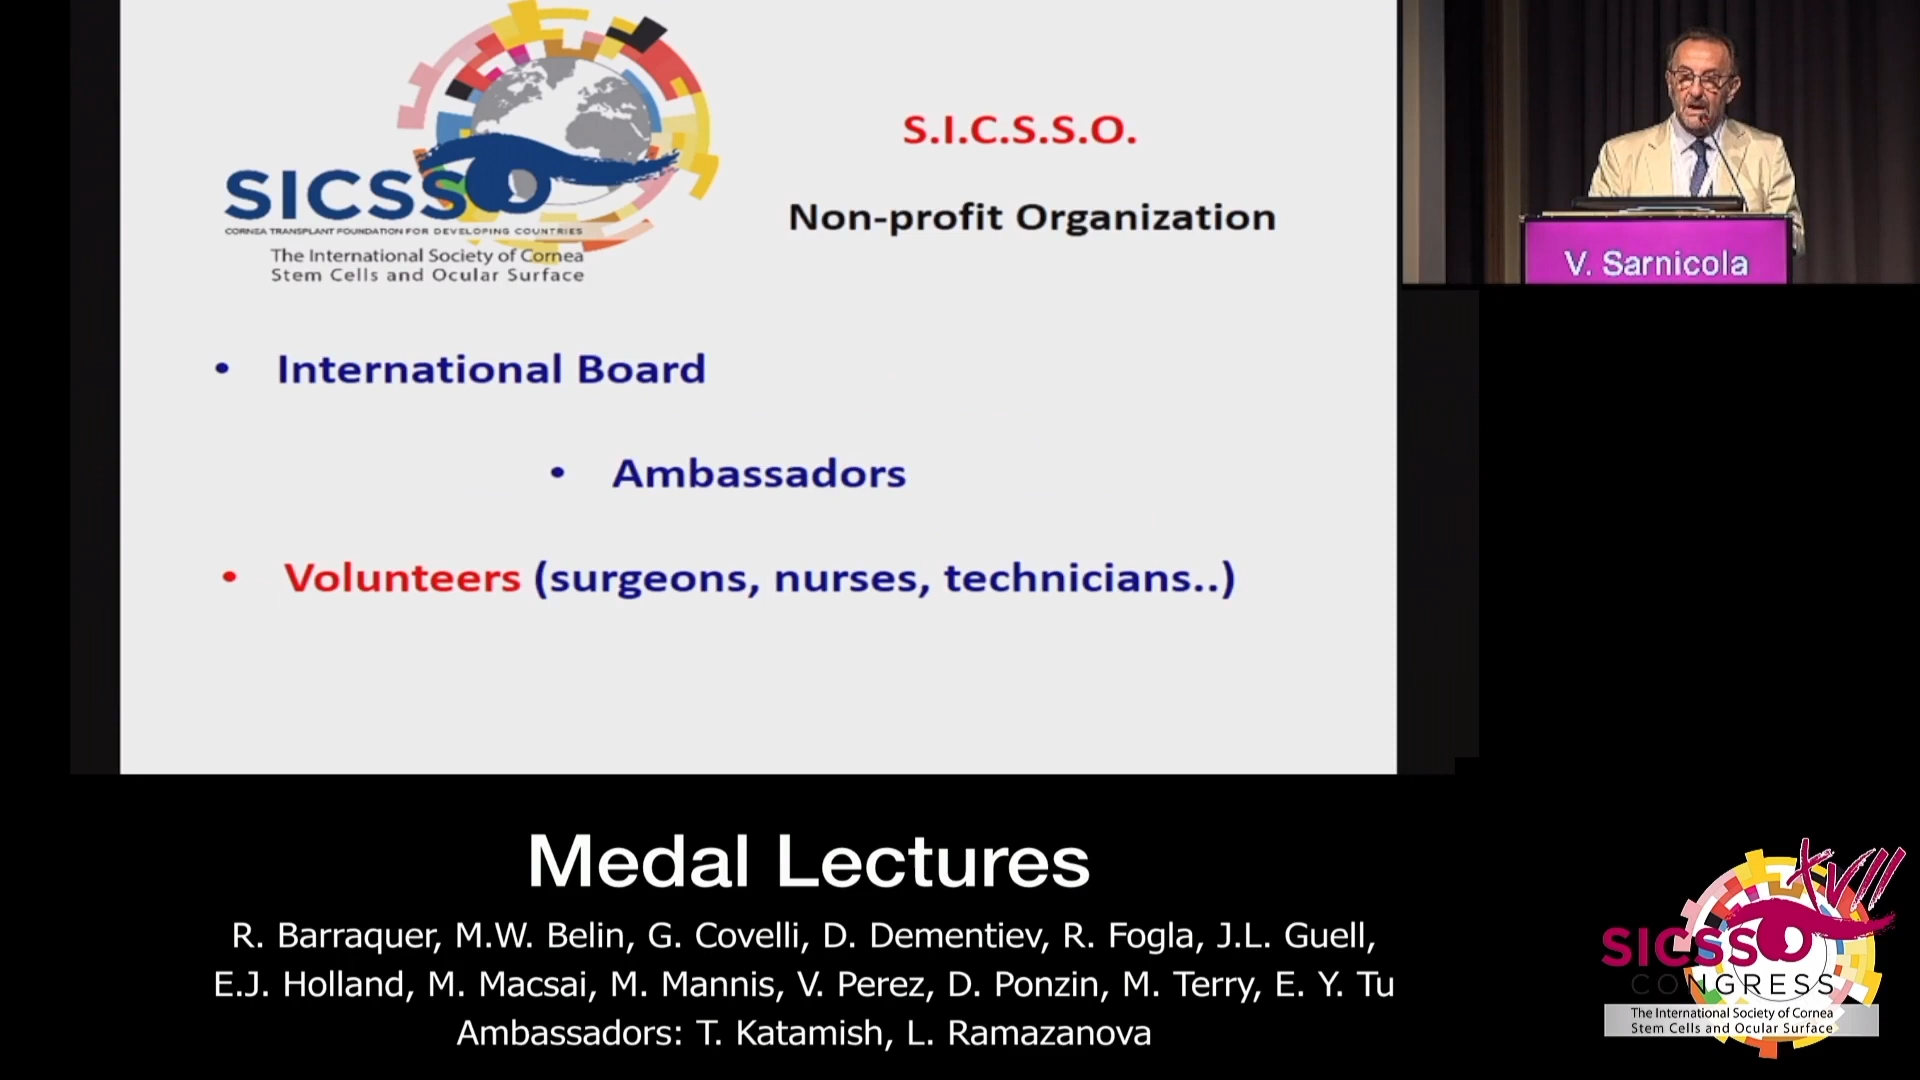 SICSSO
CORNEA TRANSPLANT FOUNDATION FOR DEVELOPING COUNTRIES
The International Society of Cornea
Stem Cells and Ocular Surface
S.I.C.S.S.O.
Non-profit Organization
• International Board
• Ambassadors
• Volunteers (surgeons, nurses, technicians..)
V. Sarnicola
Medal Lectures
R. Barraquer, M.W. Belin, G. Covelli, D. Dementiev, R. Fogla, J.L. Guell,
E.J. Holland, M. Macsai, M. Mannis, V. Perez, D. Ponzin, M. Terry, E. Y. Tu
Ambassadors: T. Katamish, L. Ramazanova
XVII
SICSSO
CONGRESS
The International Society of Cornea
Stem Cells and Ocular Surface